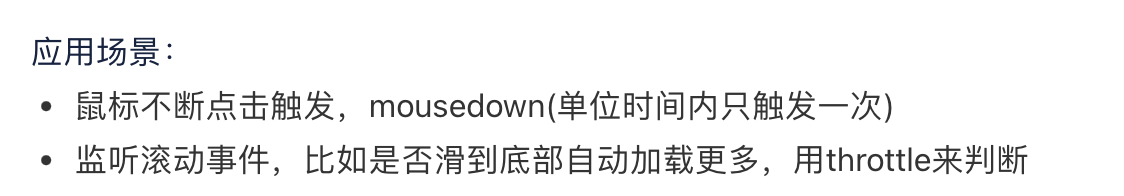 应用场景：
• 鼠标不断点击触发，mousedown(单位时间内只触发一次)
• 监听滚动事件，比如是否滑到底部自动加载更多，用throttle来判断